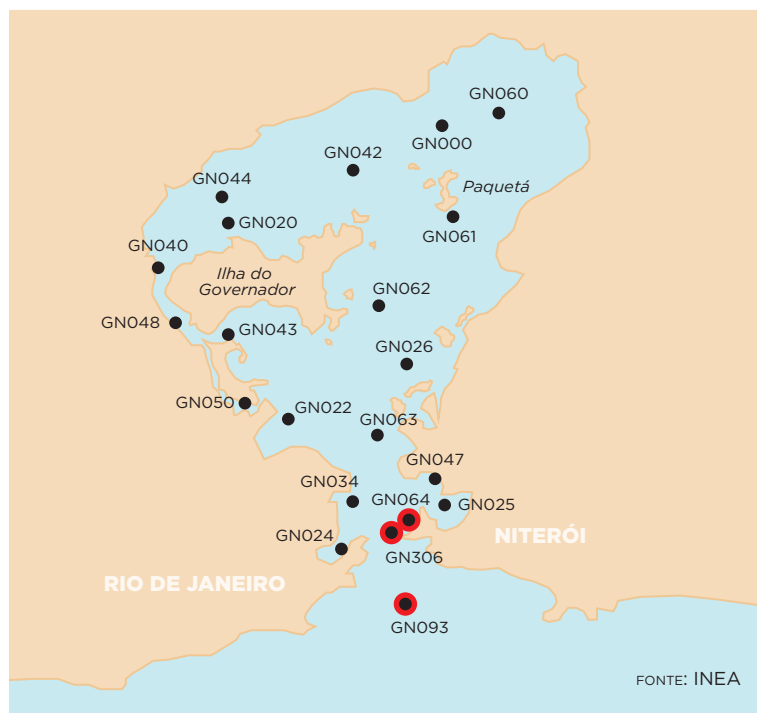 GN060
GN000
GN042
GN044
Paquetá
GN020
GN061
GN040
Ilha do
Governador
GN062
GN048
GN043
GN026
GN050
GN022
GN063
GN047
GN034
GN064
GN025
GN024
NITERÓI
GN306
RIO DE JANEIRO
GN093
FONTE: INEA